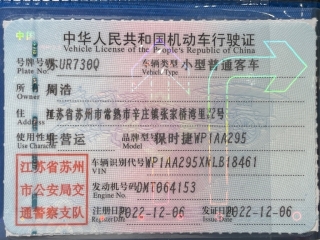 中华人民共和国机动车行驶证
Vehicle License of the People's Republic of China
号牌号码 苏UR730Q 车辆类型 小型普通客车
Plate No. Vehicle Type
所有人 周浩
Owner
住址 江苏省苏州市常熟市辛庄镇张家桥湾22号
Address
使用性质 非营运 品牌型号 保时捷WP1AA295
Use Character Model
江苏省苏州 车辆识别代号 WP1AA295XNLB18461
VIN
市公安局交 发动机号码 DMT064153
Engine No.
通警察支队 注册日期 2022-12-06 发证日期 2022-12-06
Register Date Issue Date